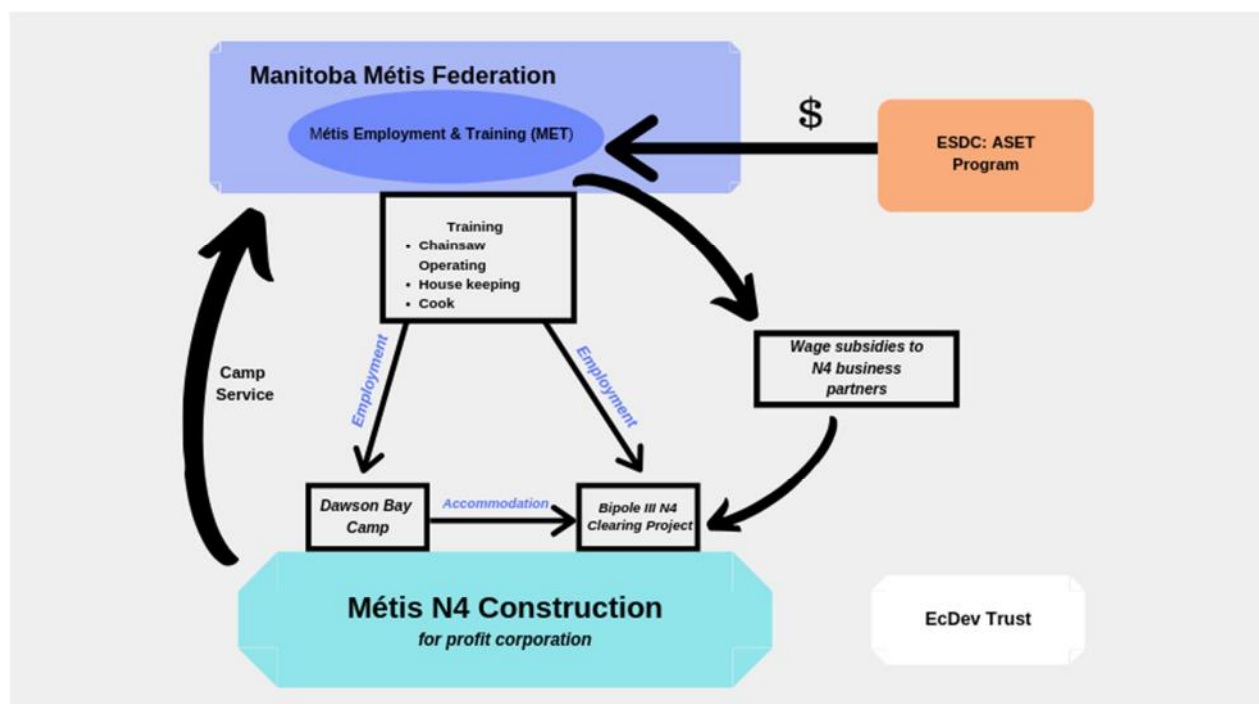 Manitoba Métis Federation
Métis Employment & Training (MET)
$
ESDC: ASET
Program
Training
• Chainsaw
Operating
• House keeping
• Cook
Wage subsidies to
N4 business
partners
Employment
Employment
Camp
Service
Dawson Bay
Camp
Accommodation
Bipole III N4
Clearing Project
Métis N4 Construction
for profit corporation
EcDev Trust